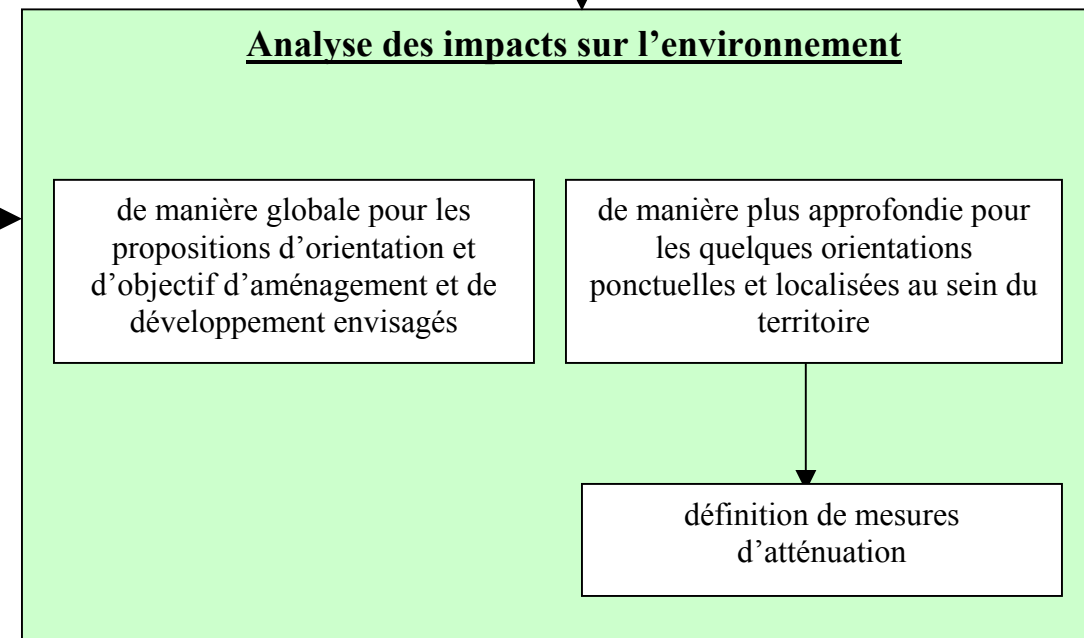 Analyse des impacts sur l’environnement
de manière globale pour les
propositions d’orientation et
d’objectif d’aménagement et de
développement envisagés
de manière plus approfondie pour
les quelques orientations
ponctuelles et localisées au sein du
territoire
définition de mesures
d’atténuation